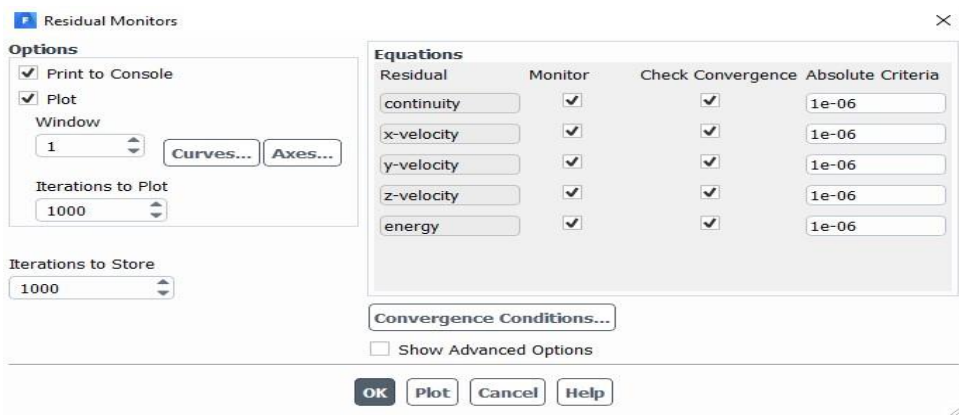 Residual Monitors
Options
Print to Console
Plot
Window
1
Curves... Axes...
Iterations to Plot
1000
Iterations to Store
1000
Equations
Residual Monitor Check Convergence Absolute Criteria
continuity 1e-06
x-velocity 1e-06
y-velocity 1e-06
z-velocity 1e-06
energy 1e-06
Convergence Conditions...
Show Advanced Options
OK Plot Cancel Help